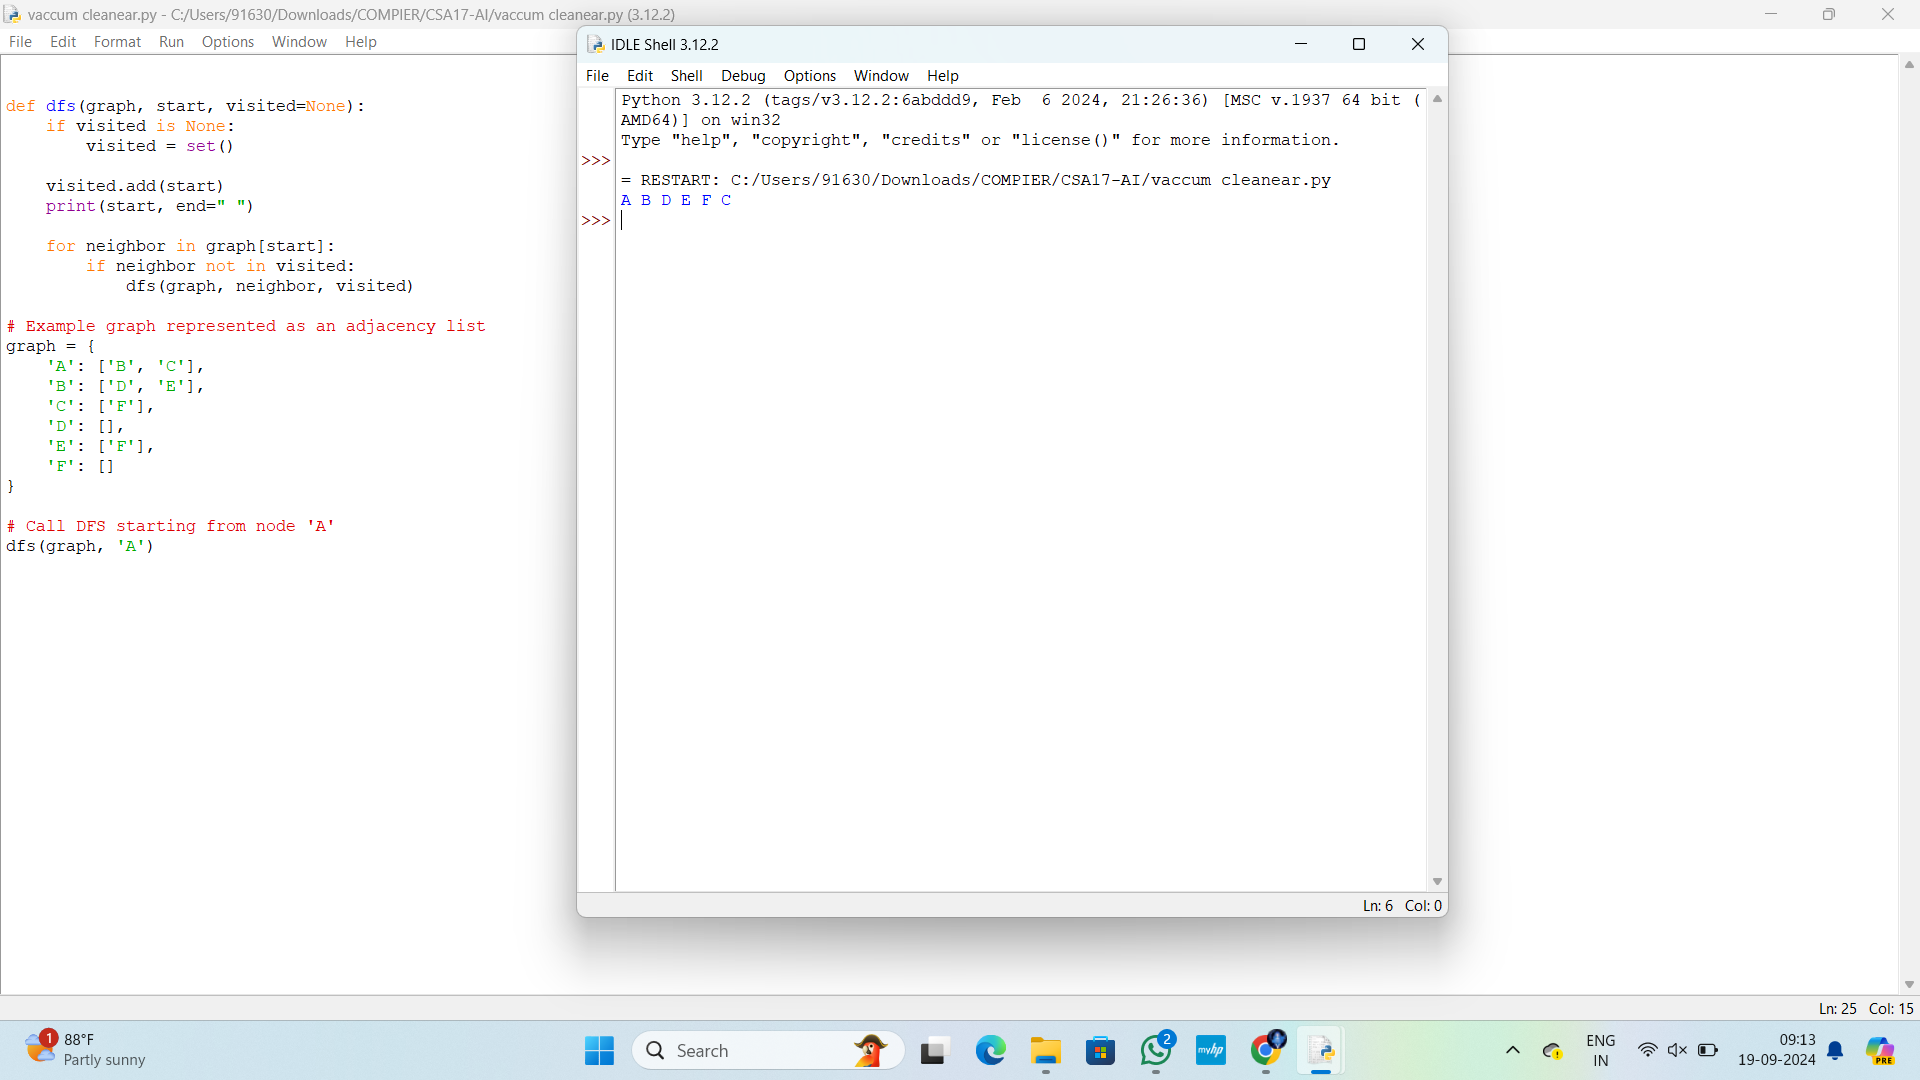 vaccum cleanear.py - C:/Users/91630/Downloads/COMPIER/CSA17-AI/vaccum cleanear.py (3.12.2)
File Edit Format Run Options Window Help
def dfs(graph, start, visited=None):
    if visited is None:
        visited = set()
    visited.add(start)
    print(start, end=" ")
    for neighbor in graph[start]:
        if neighbor not in visited:
            dfs(graph, neighbor, visited)
# Example graph represented as an adjacency list
graph = {
    'A': ['B', 'C'],
    'B': ['D', 'E'],
    'C': ['F'],
    'D': [],
    'E': ['F'],
    'F': []
}
# Call DFS starting from node 'A'
dfs(graph, 'A')
IDLE Shell 3.12.2
File Edit Shell Debug Options Window Help
Python 3.12.2 (tags/v3.12.2:6abddd9, Feb  6 2024, 21:26:36) [MSC v.1937 64 bit (
AMD64)] on win32
Type "help", "copyright", "credits" or "license()" for more information.
>>>
= RESTART: C:/Users/91630/Downloads/COMPIER/CSA17-AI/vaccum cleanear.py
A B D E F C
>>>
Ln: 6 Col: 0
Ln: 25 Col: 15
1
88°F
Partly sunny
Search
2
myhp
ENG
IN
09:13
19-09-2024
PRE